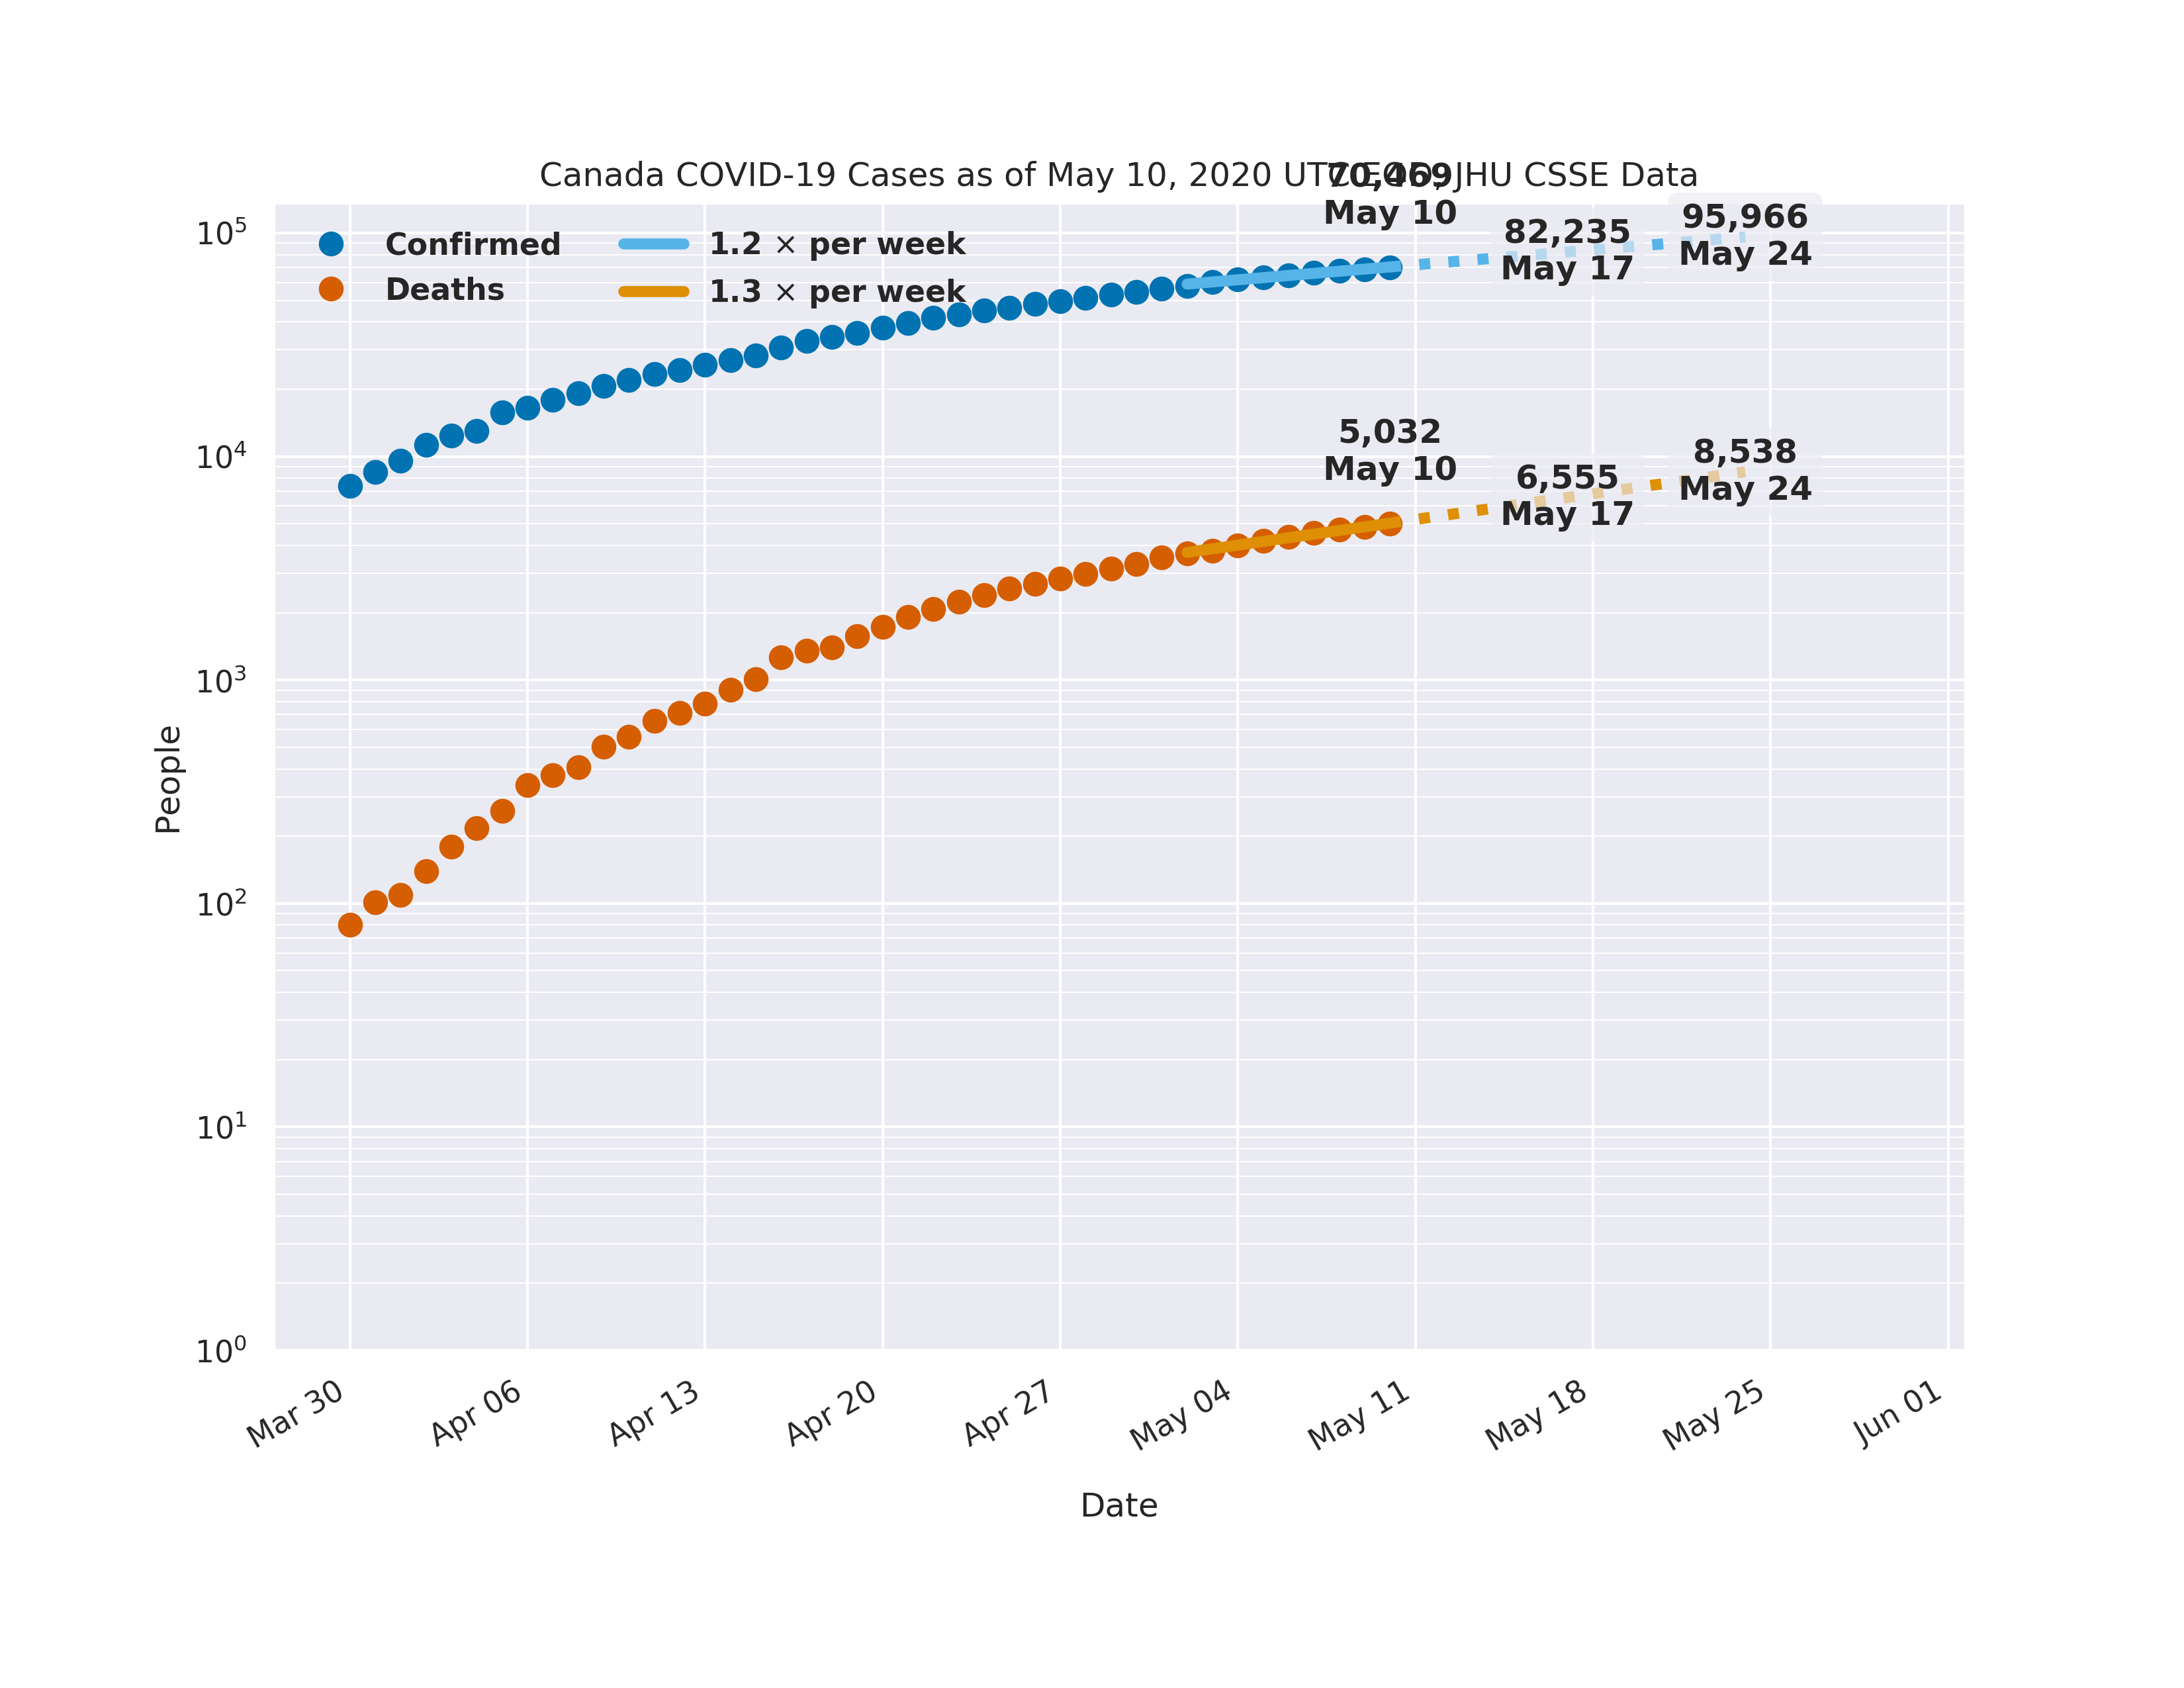 Canada COVID-19 Cases as of May 10, 2020 UTC EOD, JHU CSSE Data
70,469
May 10
82,235
May 17
95,966
May 24
Confirmed
Deaths
1.2 × per week
1.3 × per week
5,032
May 10
6,555
May 17
8,538
May 24
People
10⁵
10⁴
10³
10²
10¹
10⁰
Mar 30
Apr 06
Apr 13
Apr 20
Apr 27
May 04
May 11
May 18
May 25
Jun 01
Date